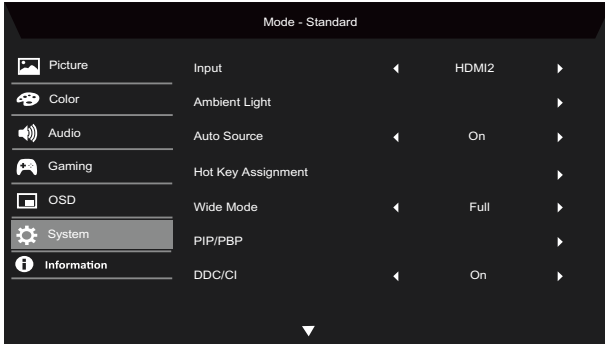 Mode - Standard
Picture
Color
Audio
Gaming
OSD
System
Information
Input HDMI2
Ambient Light
Auto Source On
Hot Key Assignment
Wide Mode Full
PIP/PBP
DDC/CI On